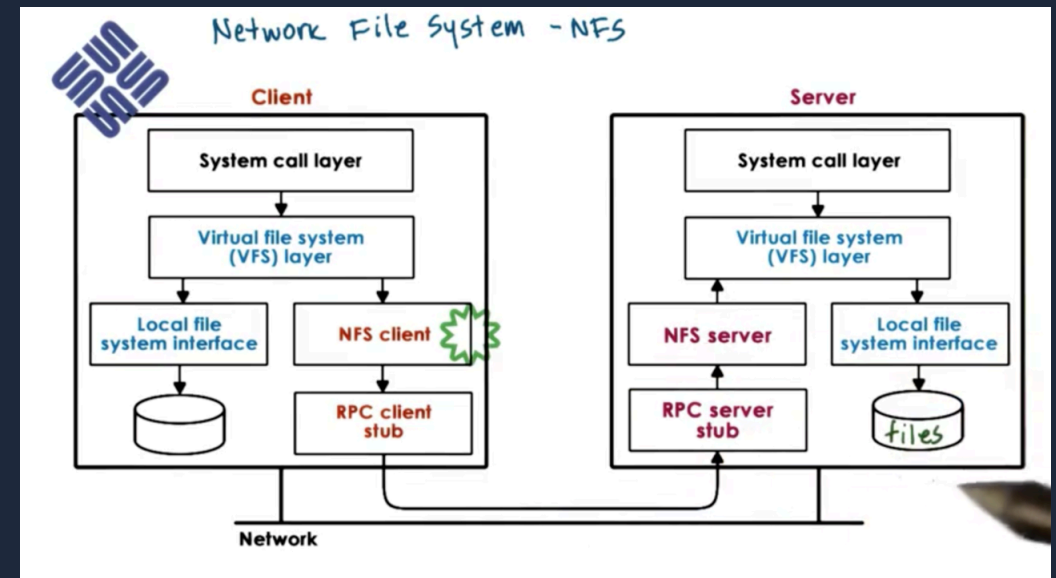 Network File System - NFS
SUN
Client
System call layer
Virtual file system
(VFS) layer
Local file
system interface
NFS client
RPC client
stub
Server
System call layer
Virtual file system
(VFS) layer
NFS server
Local file
system interface
RPC server
stub
files
Network